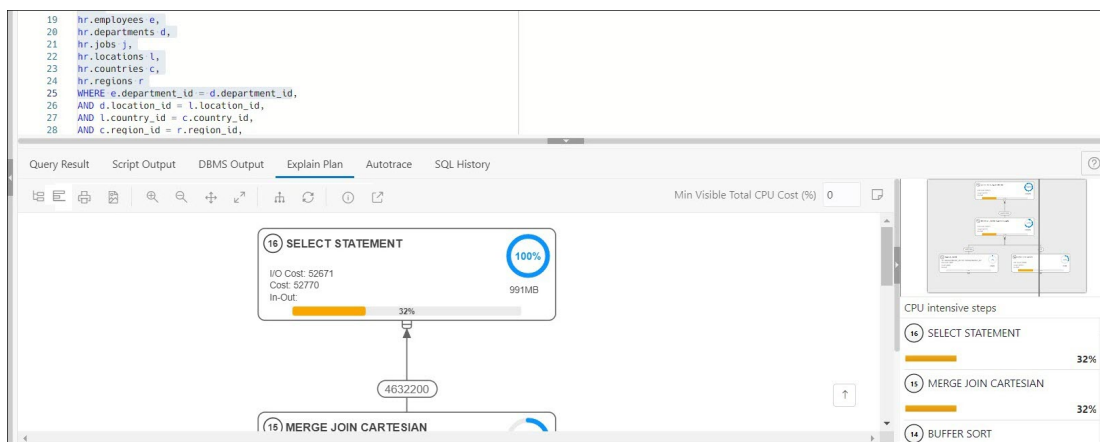 19 hr.employees e,
20 hr.departments d,
21 hr.jobs j,
22 hr.locations l,
23 hr.countries c,
24 hr.regions r
25 WHERE e.department_id = d.department_id,
26 AND d.location_id = l.location_id,
27 AND l.country_id = c.country_id,
28 AND c.region_id = r.region_id,
Query Result Script Output DBMS Output Explain Plan Autotrace SQL History
Min Visible Total CPU Cost (%) 0
16 SELECT STATEMENT
100%
I/O Cost: 52671
Cost: 52770
In-Out:
991MB
32%
4632200
15 MERGE JOIN CARTESIAN
CPU intensive steps
16 SELECT STATEMENT
32%
15 MERGE JOIN CARTESIAN
32%
14 BUFFER SORT